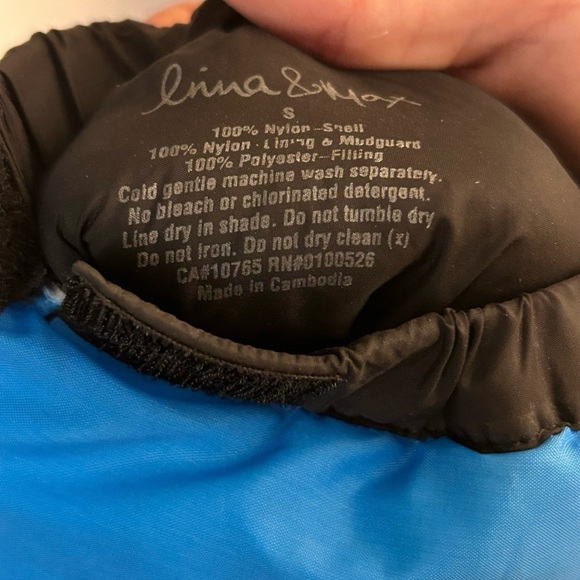 linna & Max
S
100% Nylon-Shell
100% Nylon-Lining & Mudguard
100% Polyester-Filling
Cold gentle machine wash separately.
No bleach or chlorinated detergent.
Line dry in shade. Do not tumble dry
Do not iron. Do not dry clean (x)
CA#10765 RN#0100526
Made in Cambodia